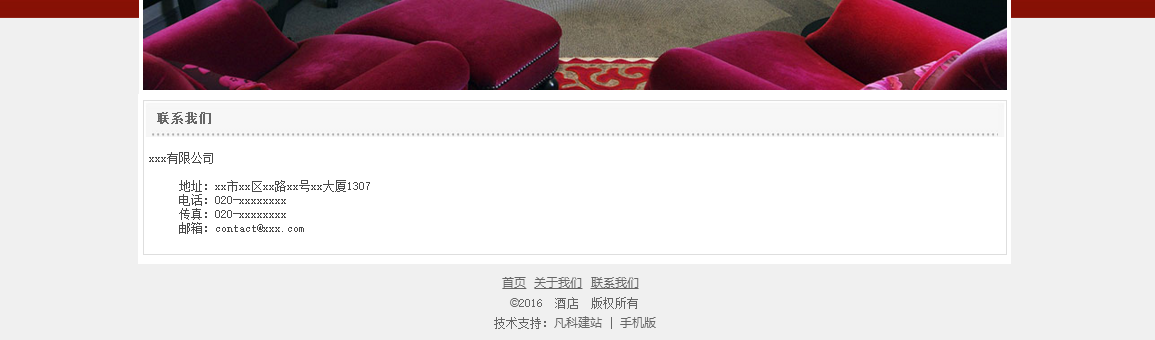 联系我们
xxx有限公司
地址：xx市xx区xx路xx号xx大厦1307
电话：020-xxxxxxxx
传真：020-xxxxxxxx
邮箱：contact@xxx.com
首页 关于我们 联系我们
©2016 酒店 版权所有
技术支持：凡科建站 | 手机版